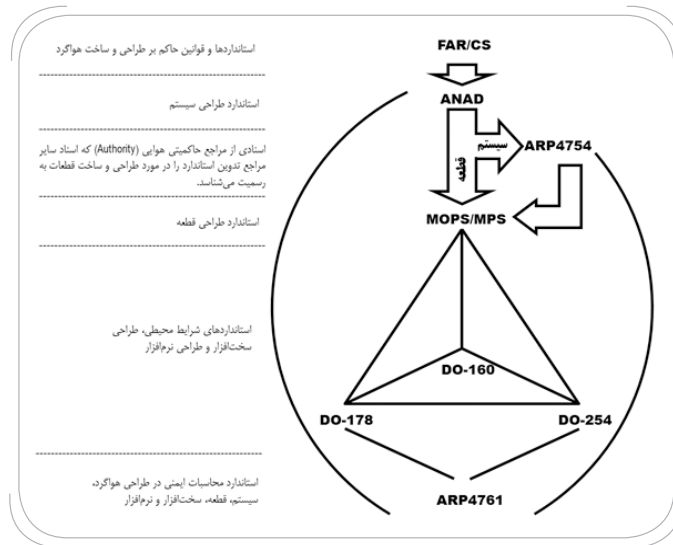 استانداردها و قوانین حاکم بر طراحی و ساخت هواگرد
استاندارد طراحی سیستم
اسنادی از مراجع حاکمیتی هوایی (Authority) که اسناد سایر
مراجع تدوین استاندارد را در مورد طراحی و ساخت قطعات به
رسمیت می‌شناسد.
استاندارد طراحی قطعه
استانداردهای شرایط محیطی، طراحی
سخت‌افزار و طراحی نرم‌افزار
استاندارد محاسبات ایمنی در طراحی هواگرد،
سیستم، قطعه، سخت‌افزار و نرم‌افزار
FAR/CS
ANAD
سیستم
قطعه
ARP4754
MOPS/MPS
DO-160
DO-178
DO-254
ARP4761